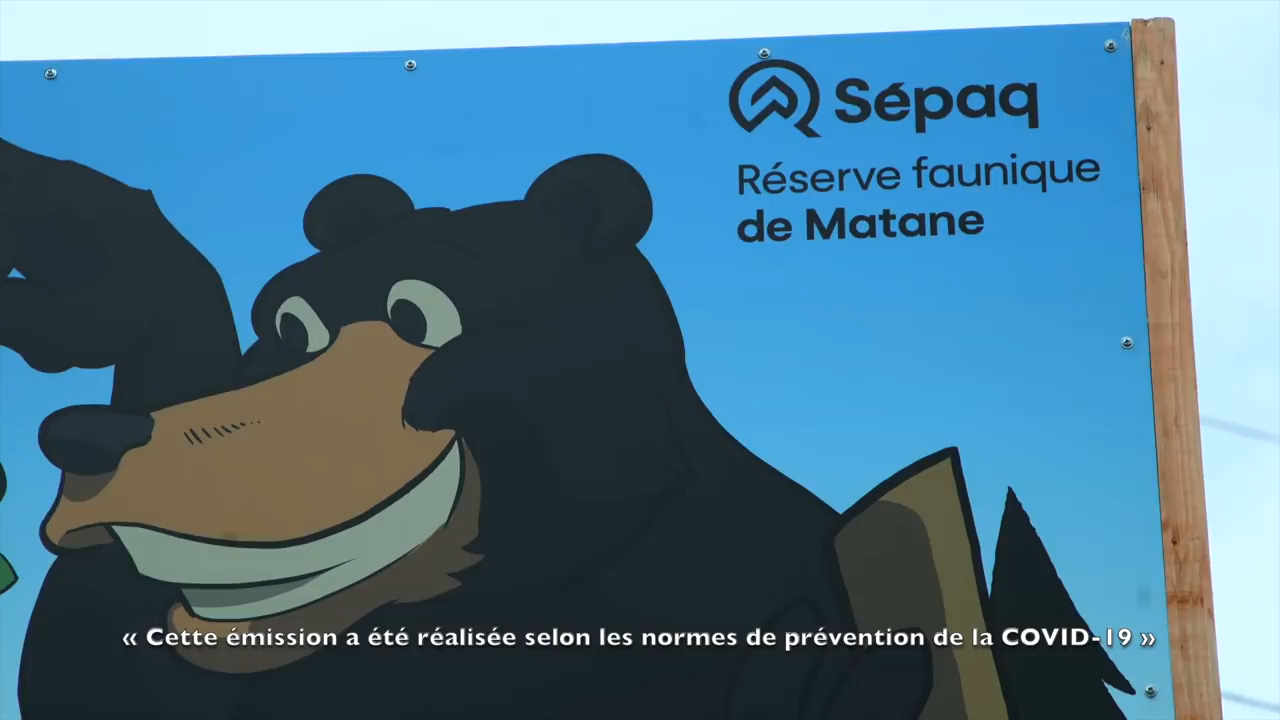 Sépaq
Réserve faunique
de Matane
« Cette émission a été réalisée selon les normes de prévention de la COVID-19 »